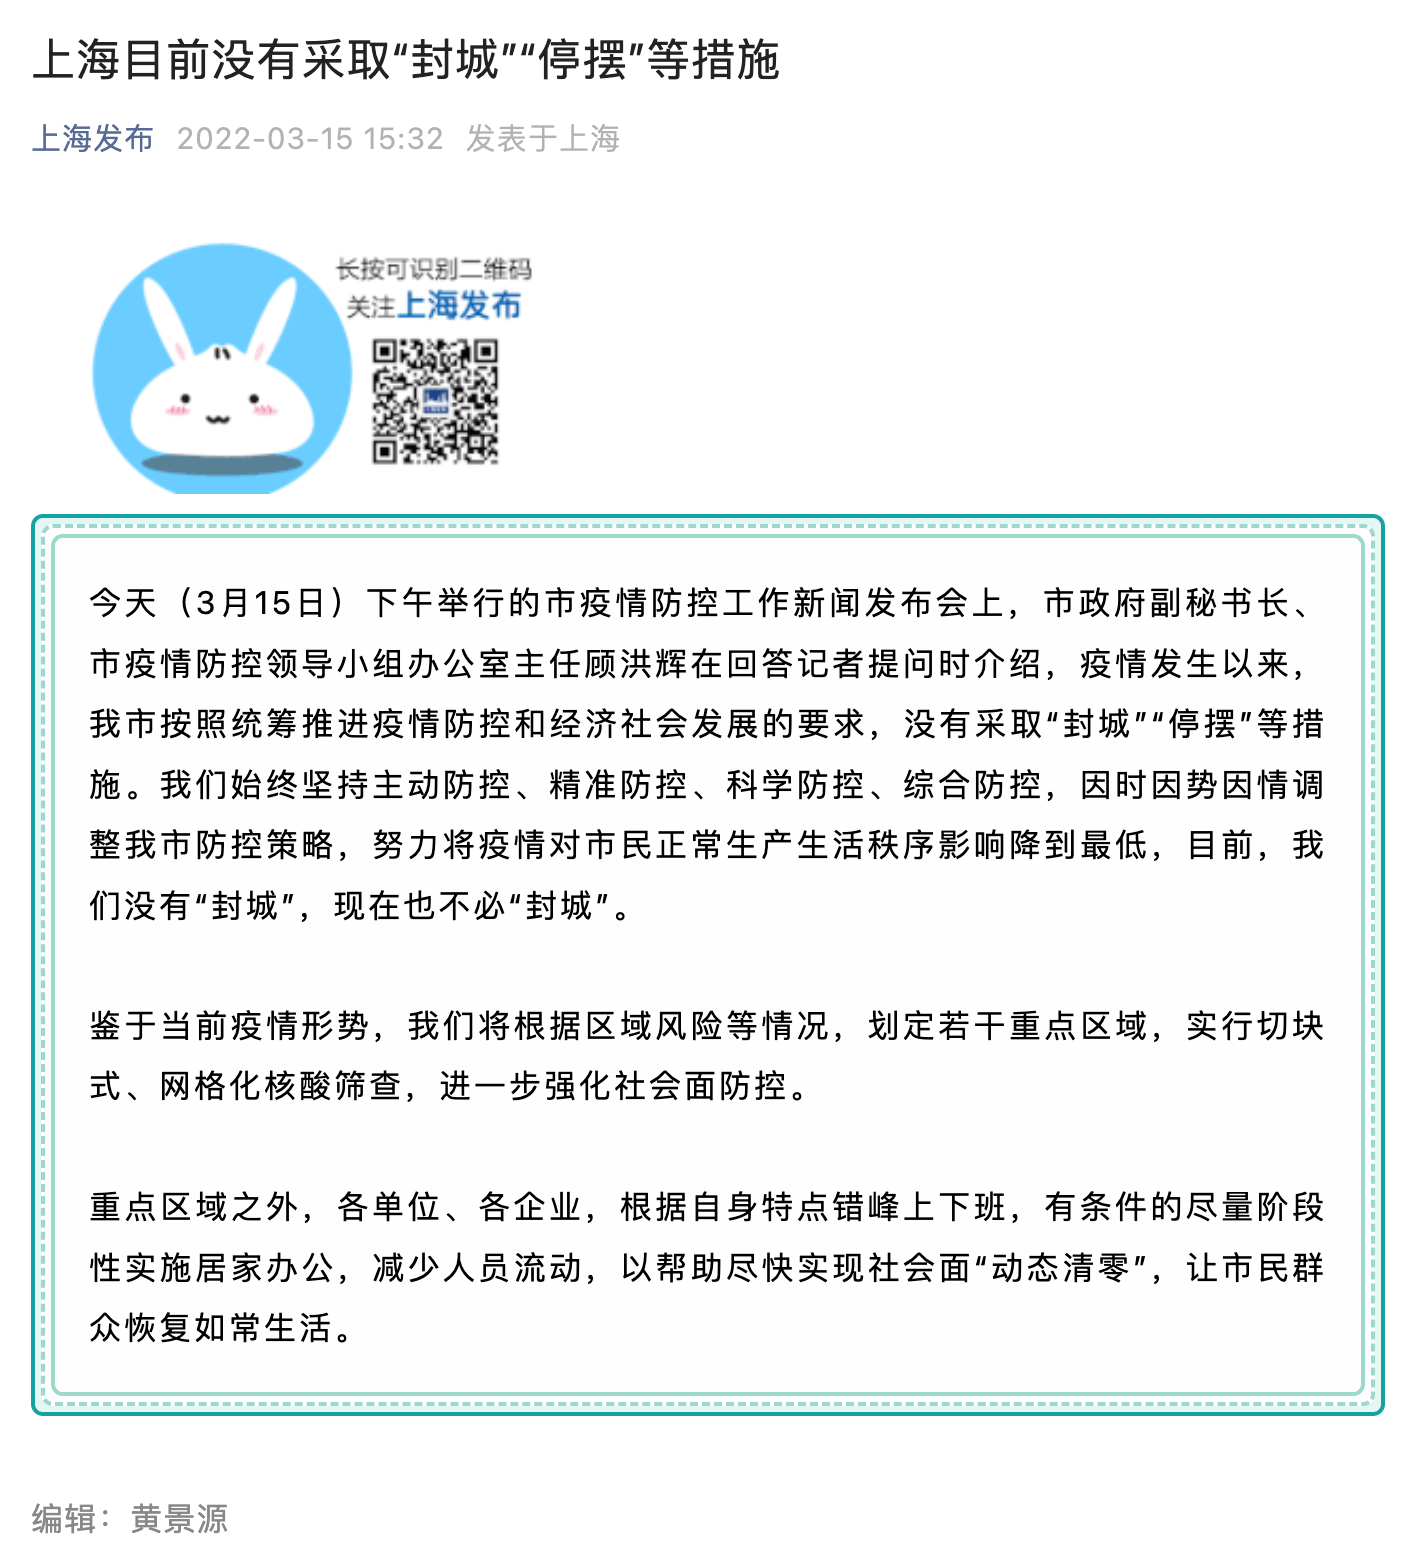 上海目前没有采取“封城”“停摆”等措施
上海发布 2022-03-15 15:32 发表于上海
长按可识别二维码
关注上海发布
今天（3月15日）下午举行的市疫情防控工作新闻发布会上，市政府副秘书长、
市疫情防控领导小组办公室主任顾洪辉在回答记者提问时介绍，疫情发生以来，
我市按照统筹推进疫情防控和经济社会发展的要求，没有采取“封城”“停摆”等措
施。我们始终坚持主动防控、精准防控、科学防控、综合防控，因时因势因情调
整我市防控策略，努力将疫情对市民正常生产生活秩序影响降到最低，目前，我
们没有“封城”，现在也不必“封城”。
鉴于当前疫情形势，我们将根据区域风险等情况，划定若干重点区域，实行切块
式、网格化核酸筛查，进一步强化社会面防控。
重点区域之外，各单位、各企业，根据自身特点错峰上下班，有条件的尽量阶段
性实施居家办公，减少人员流动，以帮助尽快实现社会面“动态清零”，让市民群
众恢复如常生活。
编辑：黄景源